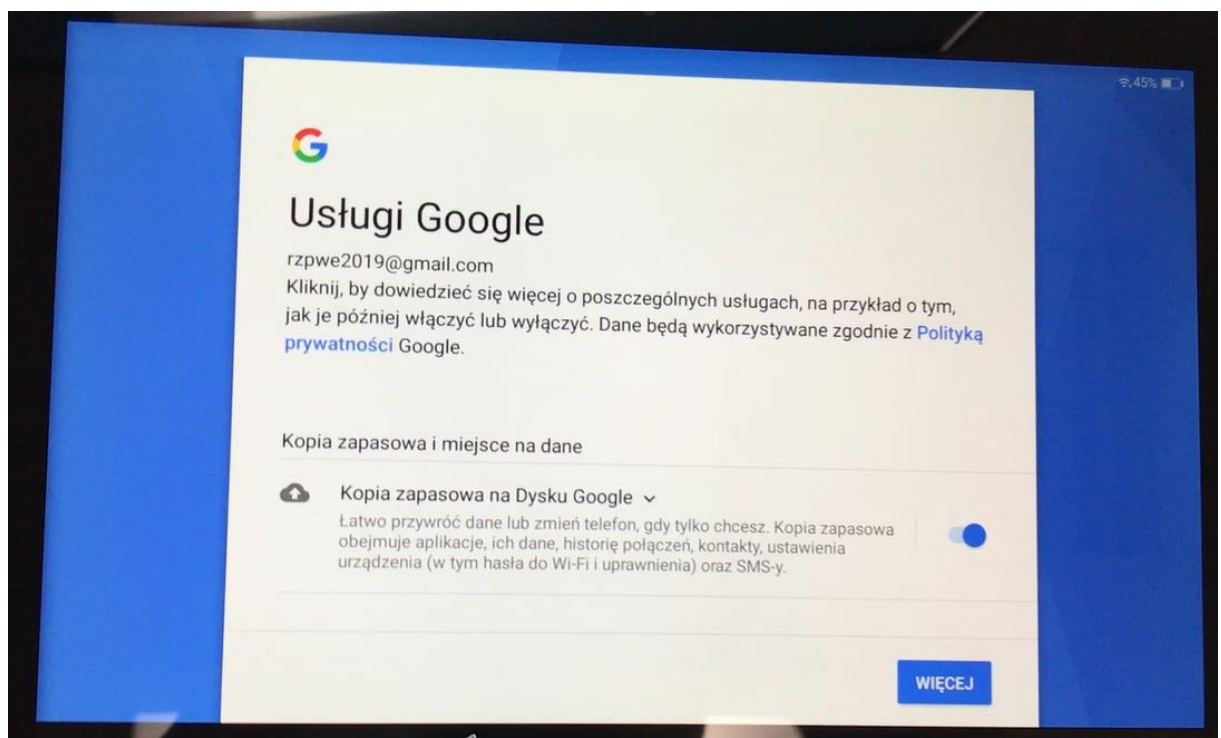 45%
G
Usługi Google
rzpwe2019@gmail.com
Kliknij, by dowiedzieć się więcej o poszczególnych usługach, na przykład o tym,
jak je później włączyć lub wyłączyć. Dane będą wykorzystywane zgodnie z Polityką
prywatności Google.
Kopia zapasowa i miejsce na dane
Kopia zapasowa na Dysku Google
Łatwo przywróć dane lub zmień telefon, gdy tylko chcesz. Kopia zapasowa
obejmuje aplikacje, ich dane, historię połączeń, kontakty, ustawienia
urządzenia (w tym hasła do Wi-Fi i uprawnienia) oraz SMS-y.
WIĘCEJ